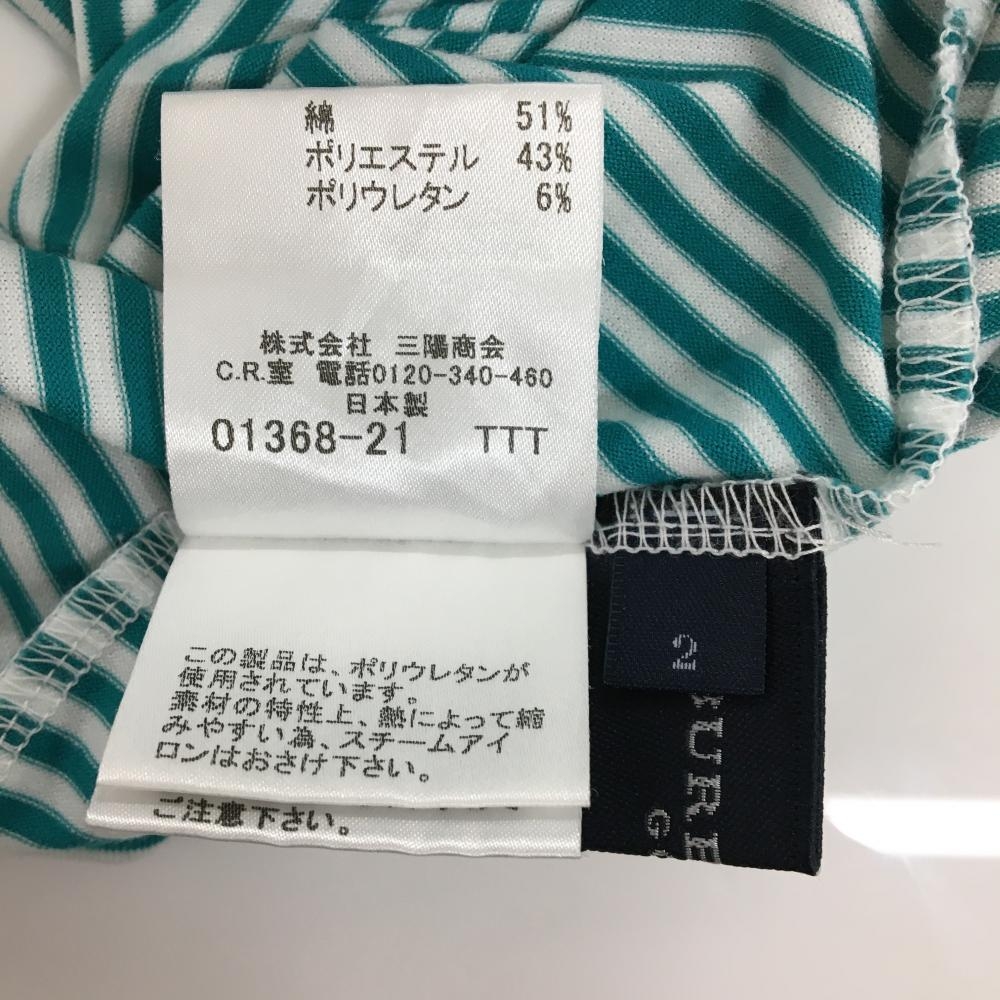 綿 51%
ポリエステル 43%
ポリウレタン 6%
株式会社 三陽商会
C.R.室 電話0120-340-460
日本製
01368-21 TTT
この製品は、ポリウレタンが
使用されています。
素材の特性上、熱によって縮
みやすい為、スチームアイ
ロンはおさけ下さい。
ご注意下さい。
2